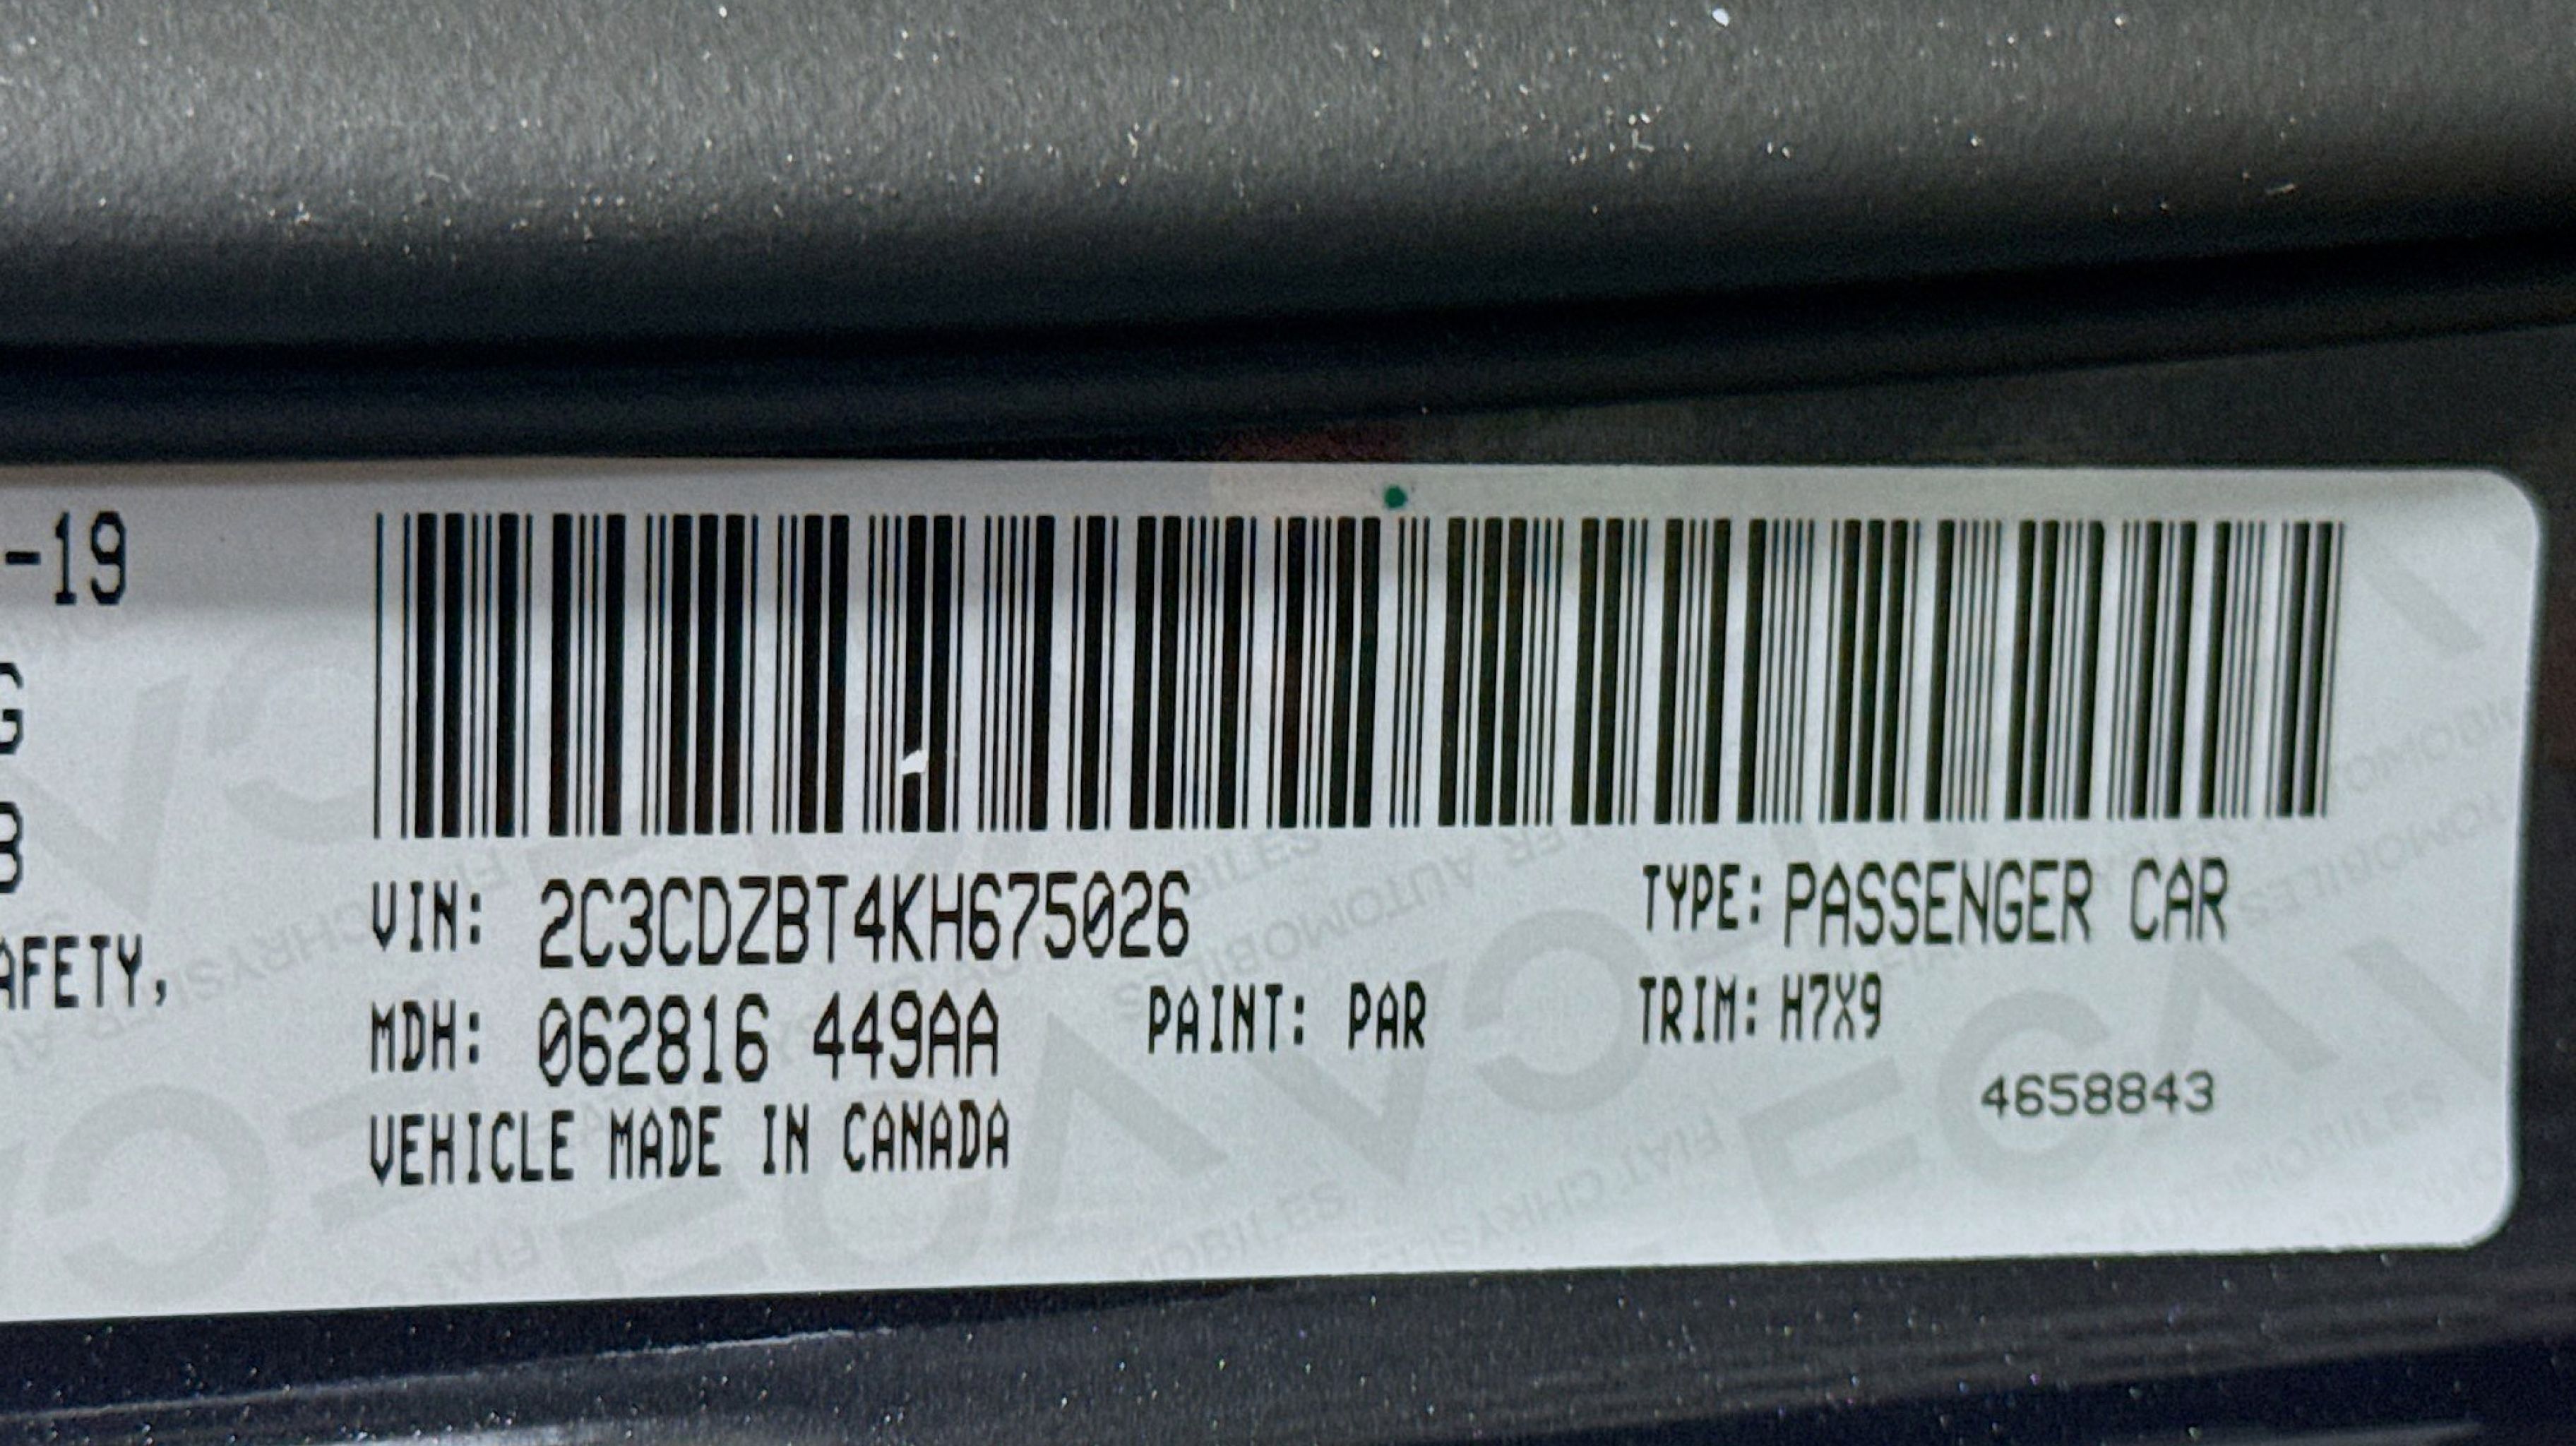 -19
G
B
AFETY,
VIN: 2C3CDZBT4KH675026
TYPE: PASSENGER CAR
MDH: 062816 449AA
PAINT: PAR
TRIM: H7X9
VEHICLE MADE IN CANADA
4658843